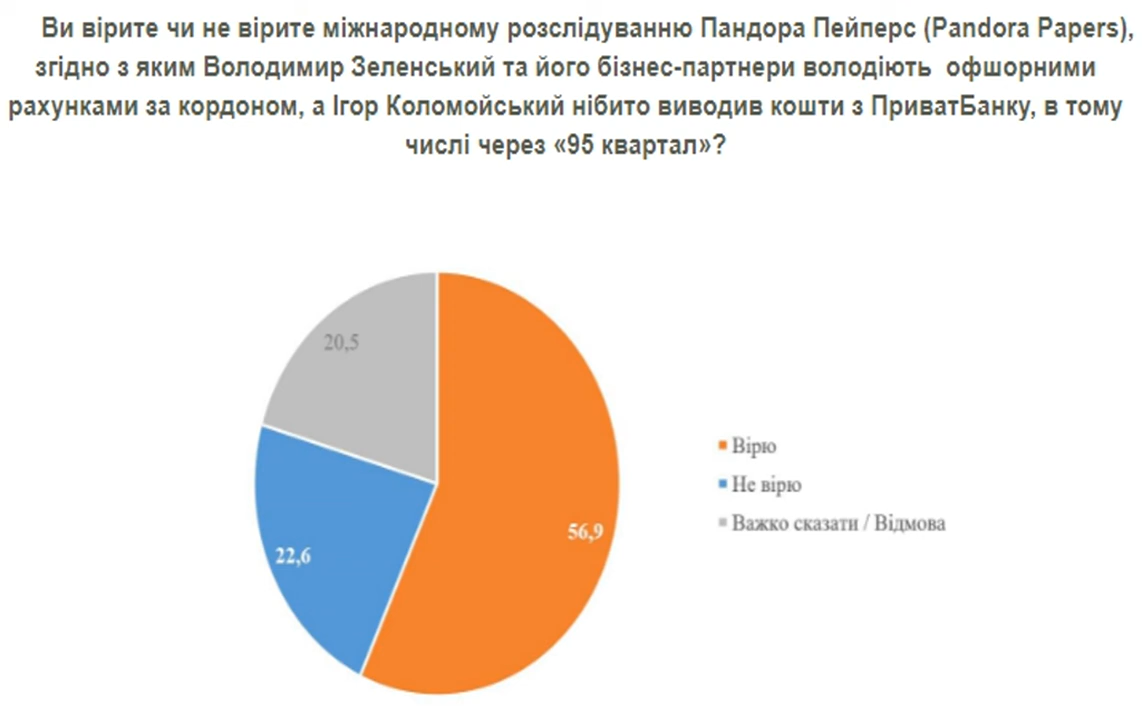 Ви вірите чи не вірите міжнародному розслідуванню Пандора Пейперс (Pandora Papers),
згідно з яким Володимир Зеленський та його бізнес-партнери володіють офшорними
рахунками за кордоном, а Ігор Коломойський нібито виводив кошти з ПриватБанку, в тому
числі через «95 квартал»?
20,5
Вірю
Не вірю
Важко сказати / Відмова
56,9
22,6